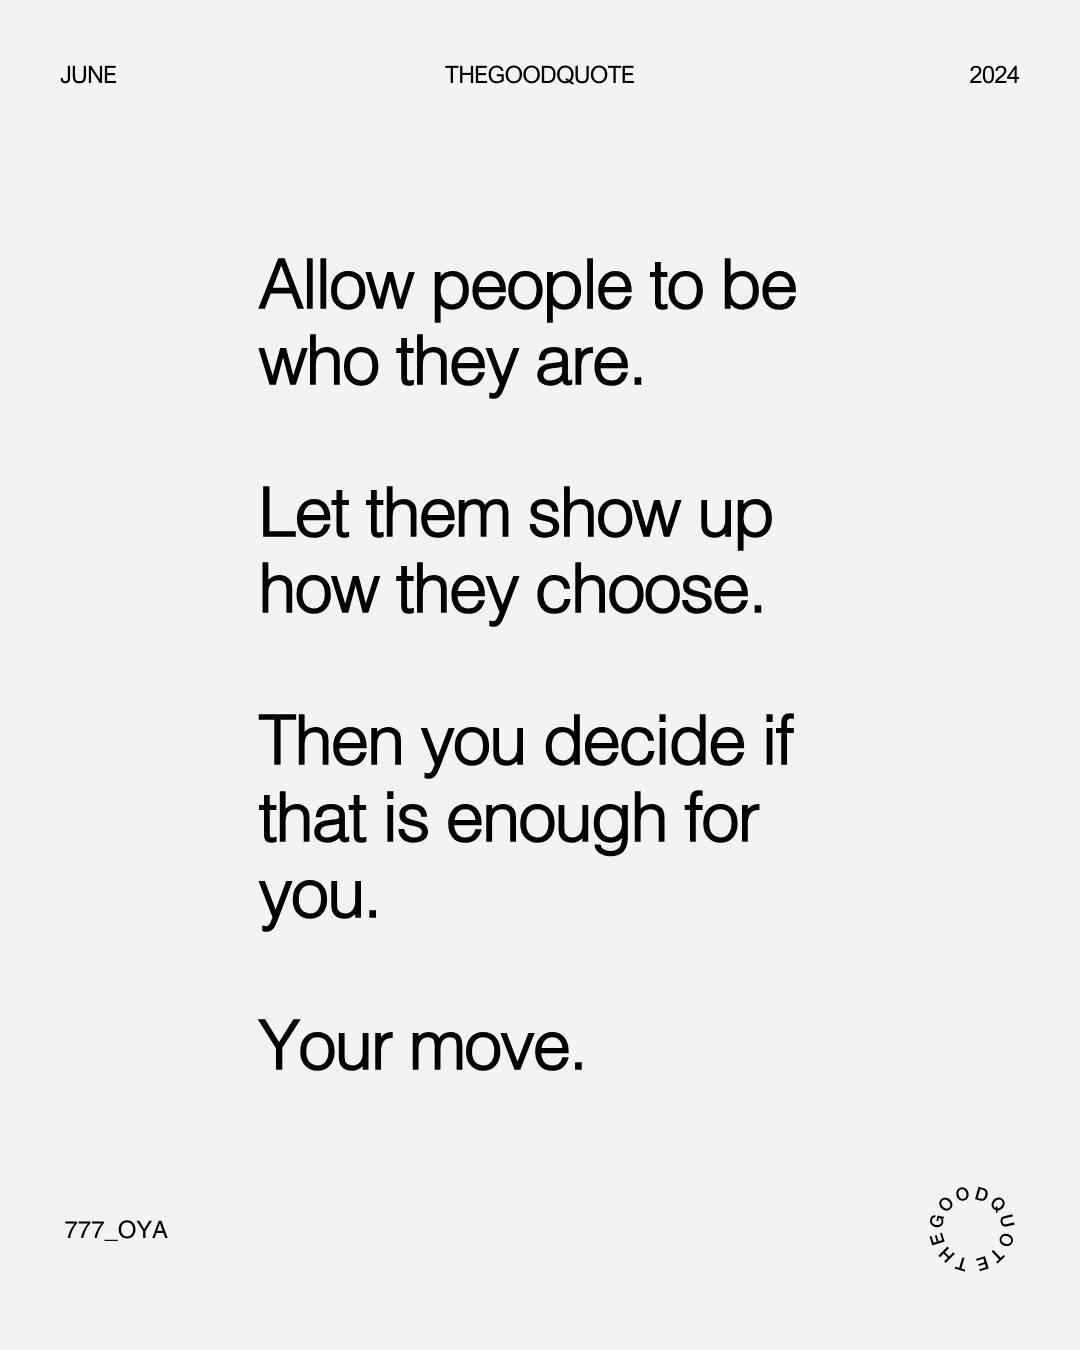 JUNE THEGOODQUOTE 2024
Allow people to be
who they are.
Let them show up
how they choose.
Then you decide if
that is enough for
you.
Your move.
777_OYA
THEGOODQUOTE